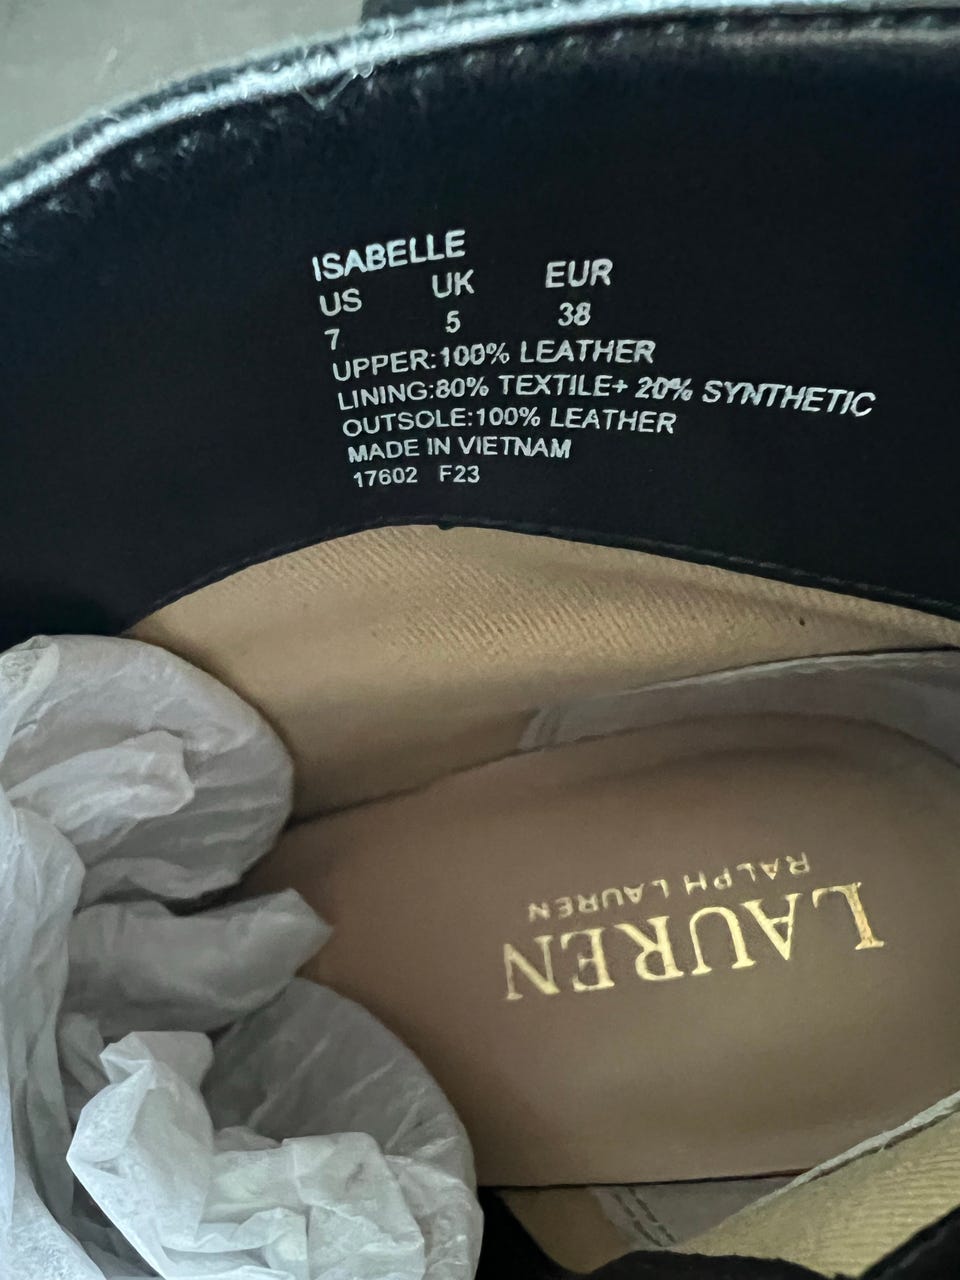 ISABELLE
US UK EUR
7 5 38
UPPER:100% LEATHER
LINING:80% TEXTILE+ 20% SYNTHETIC
OUTSOLE:100% LEATHER
MADE IN VIETNAM
17602 F23
LAUREN
RALPH LAUREN